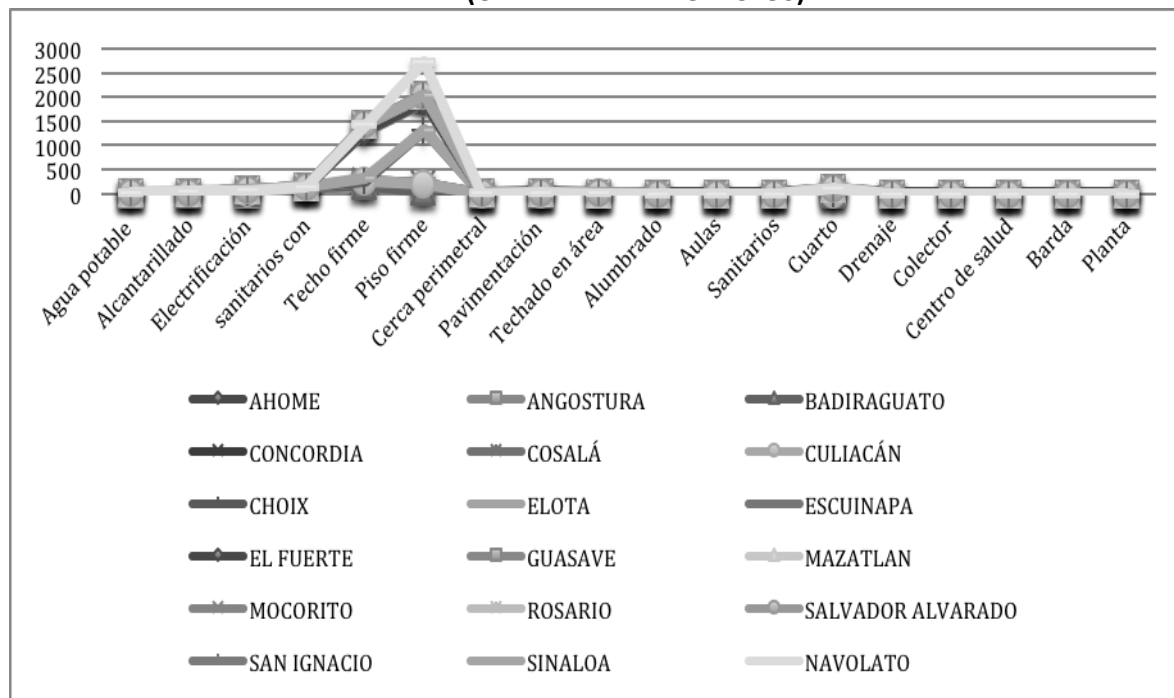 3000
2500
2000
1500
1000
500
0
Agua potable
Alcantarillado
Electrificación
sanitarios con
Techo firme
Piso firme
Cerca perimetral
Pavimentación
Techado en área
Alumbrado
Aulas
Sanitarios
Cuarto
Drenaje
Colector
Centro de salud
Barda
Planta
AHOME ANGOSTURA BADIRAGUATO
CONCORDIA COSALÁ CULIACÁN
CHOIX ELOTA ESCUINAPA
EL FUERTE GUASAVE MAZATLAN
MOCORITO ROSARIO SALVADOR ALVARADO
SAN IGNACIO SINALOA NAVOLATO